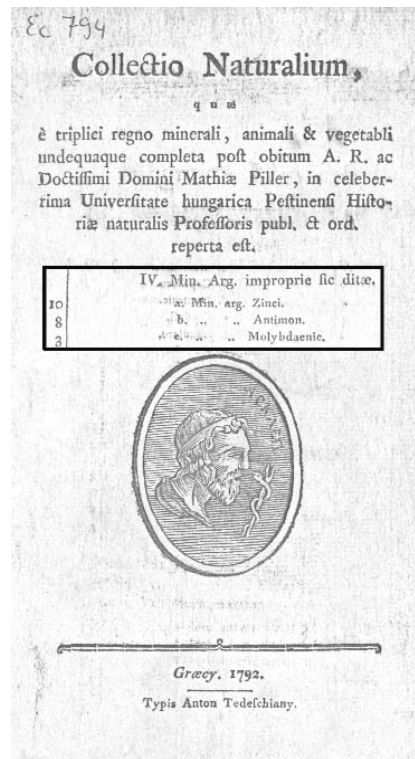 Ec 794
Collectio Naturalium,
quæ
è triplici regno minerali, animali & vegetabli
undequaque completa poſt obitum A. R. ac
Doctiſſimi Domini Mathiæ Piller, in celeber-
rima Univerſitate hungarica Peſtinenſi Hiſto-
riæ naturalis Profeſſoris publ. & ord.
reperta eſt.
IV. Min. Arg. improprie ſic ditæ.
10 a. Min. arg. Zinci.
8 b. .. .. Antimon.
3 c. .. .. Molybdaenic.
Græcy. 1792.
Typis Anton Tedeſchiany.